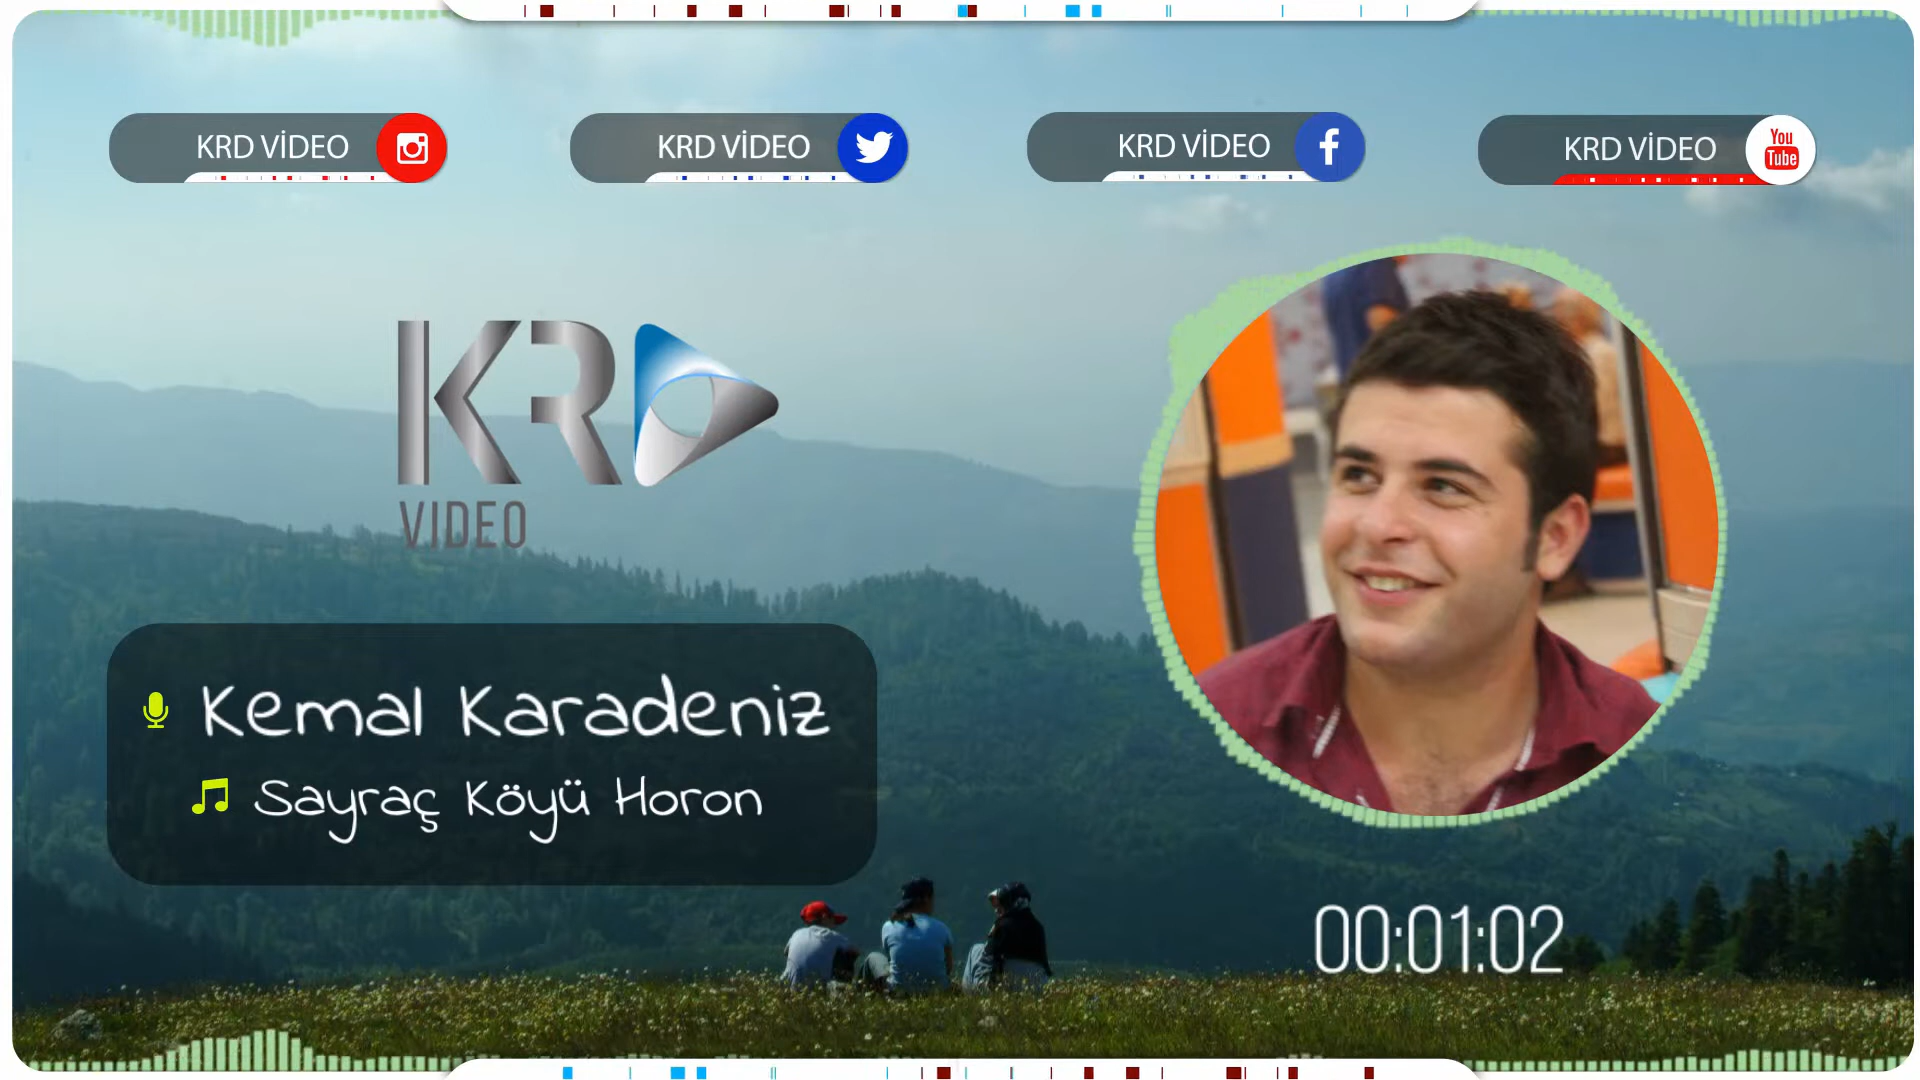 KRD VİDEO
KRD VİDEO
KRD VİDEO
KRD VİDEO
You
Tube
KRD
VIDEO
Kemal Karadeniz
Sayraç Köyü Horon
00:01:02